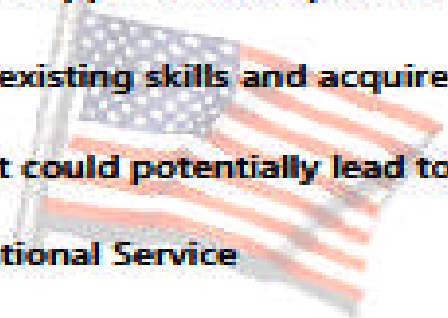 existing skills and acquire
t could potentially lead to
tional Service